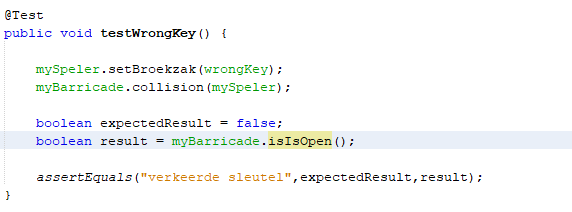 @Test
public void testWrongKey() {
mySpeler.setBroekzak(wrongKey);
myBarricade.collision(mySpeler);
boolean expectedResult = false;
boolean result = myBarricade.isIsOpen();
assertEquals("verkeerde sleutel",expectedResult,result);
}